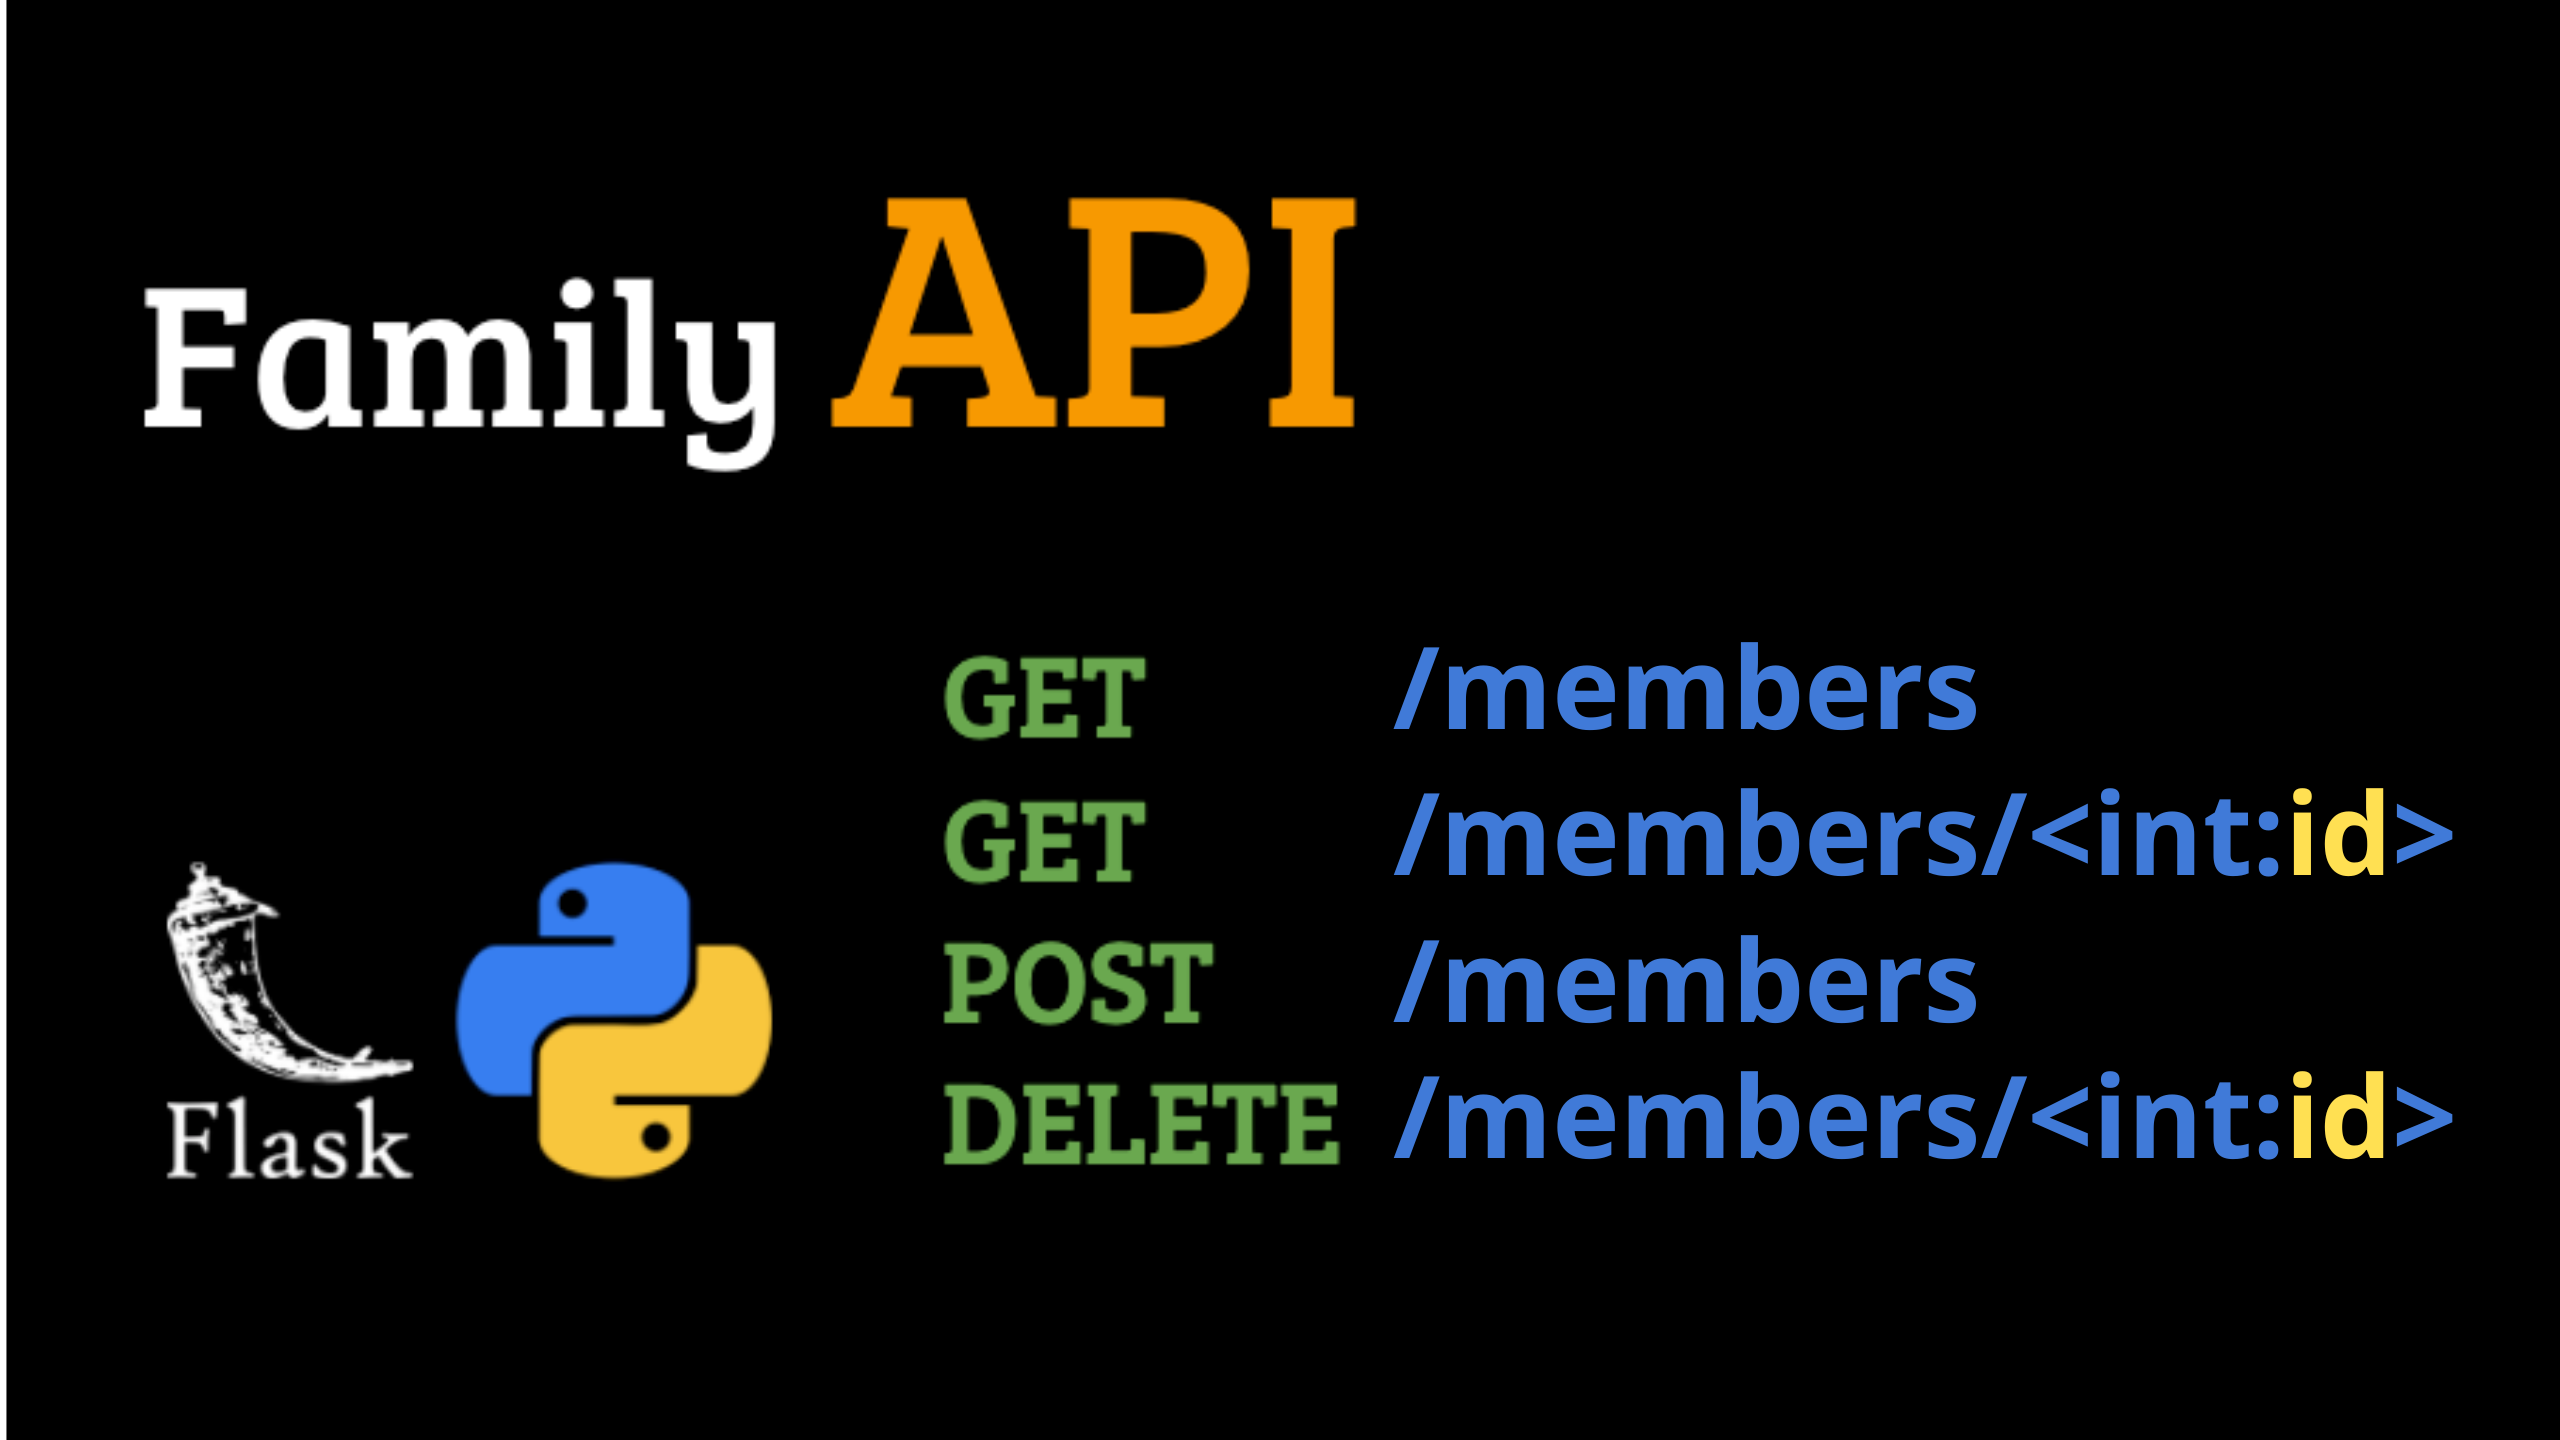 Family API
GET /members
GET /members/<int:id>
POST /members
DELETE /members/<int:id>
Flask